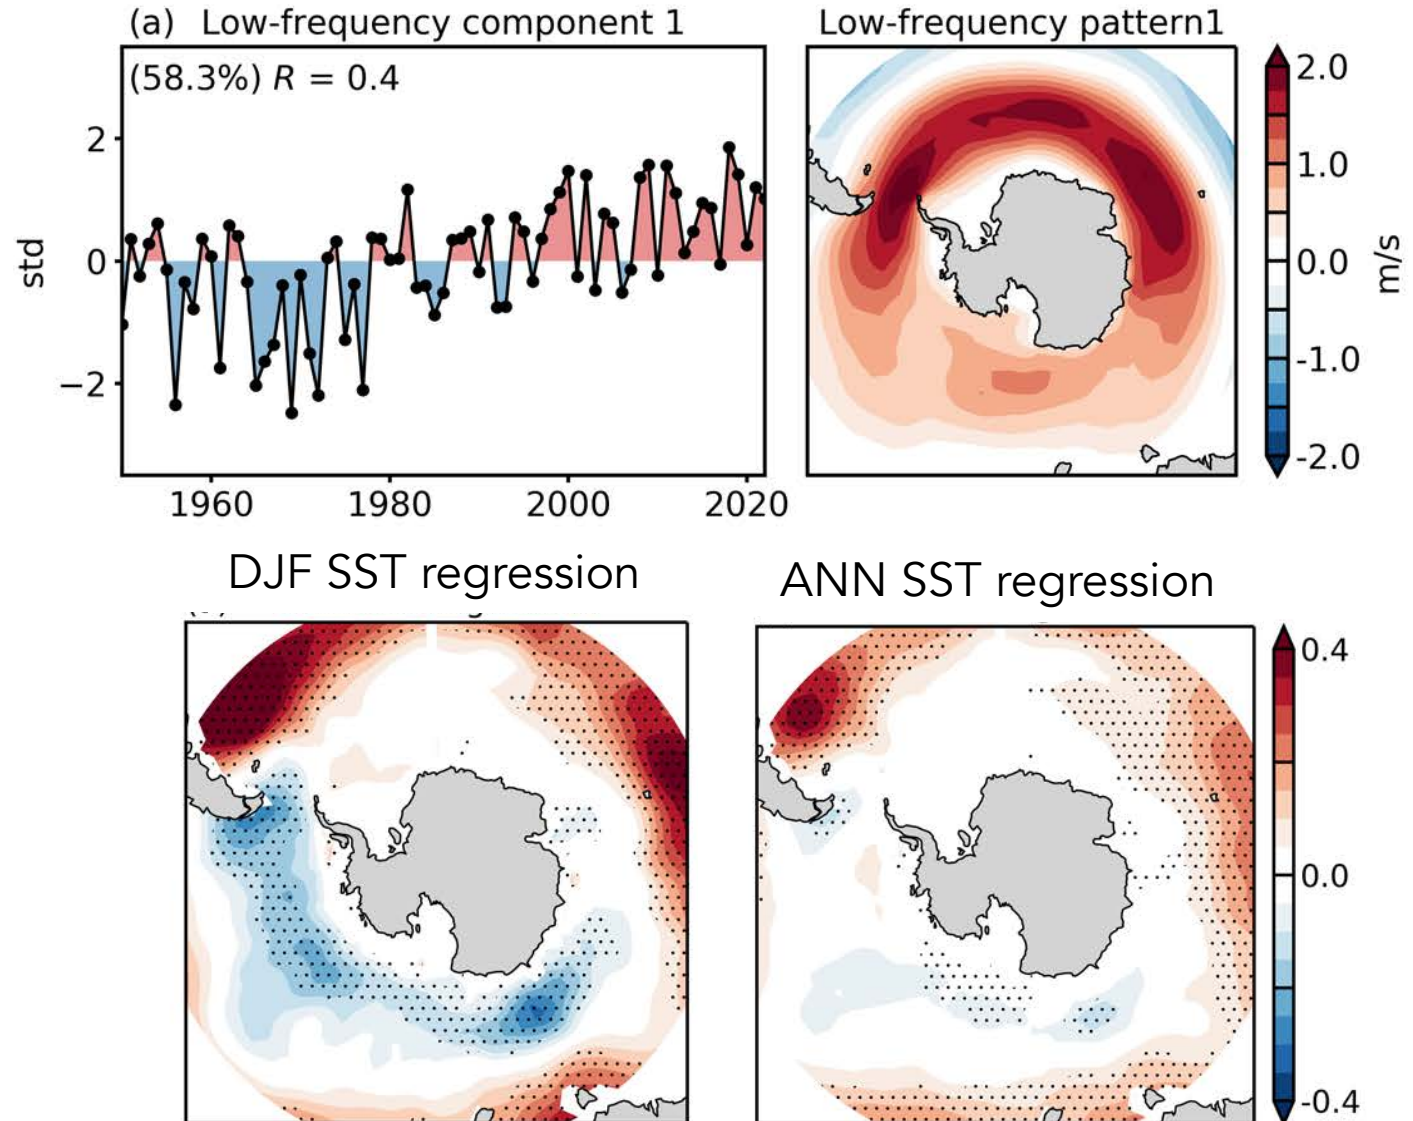 (a) Low-frequency component 1
Low-frequency pattern1
(58.3%) R = 0.4
std
2
0
−2
1960 1980 2000 2020
2.0
1.0
0.0
-1.0
-2.0
m/s
DJF SST regression
ANN SST regression
0.4
0.0
-0.4